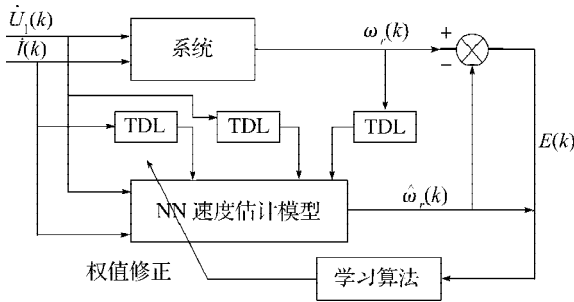 U̇₁(k)
İ(k)
系统
ωᵣ(k)
+
−
TDL
TDL
TDL
E(k)
NN 速度估计模型
ω̂ᵣ(k)
权值修正
学习算法